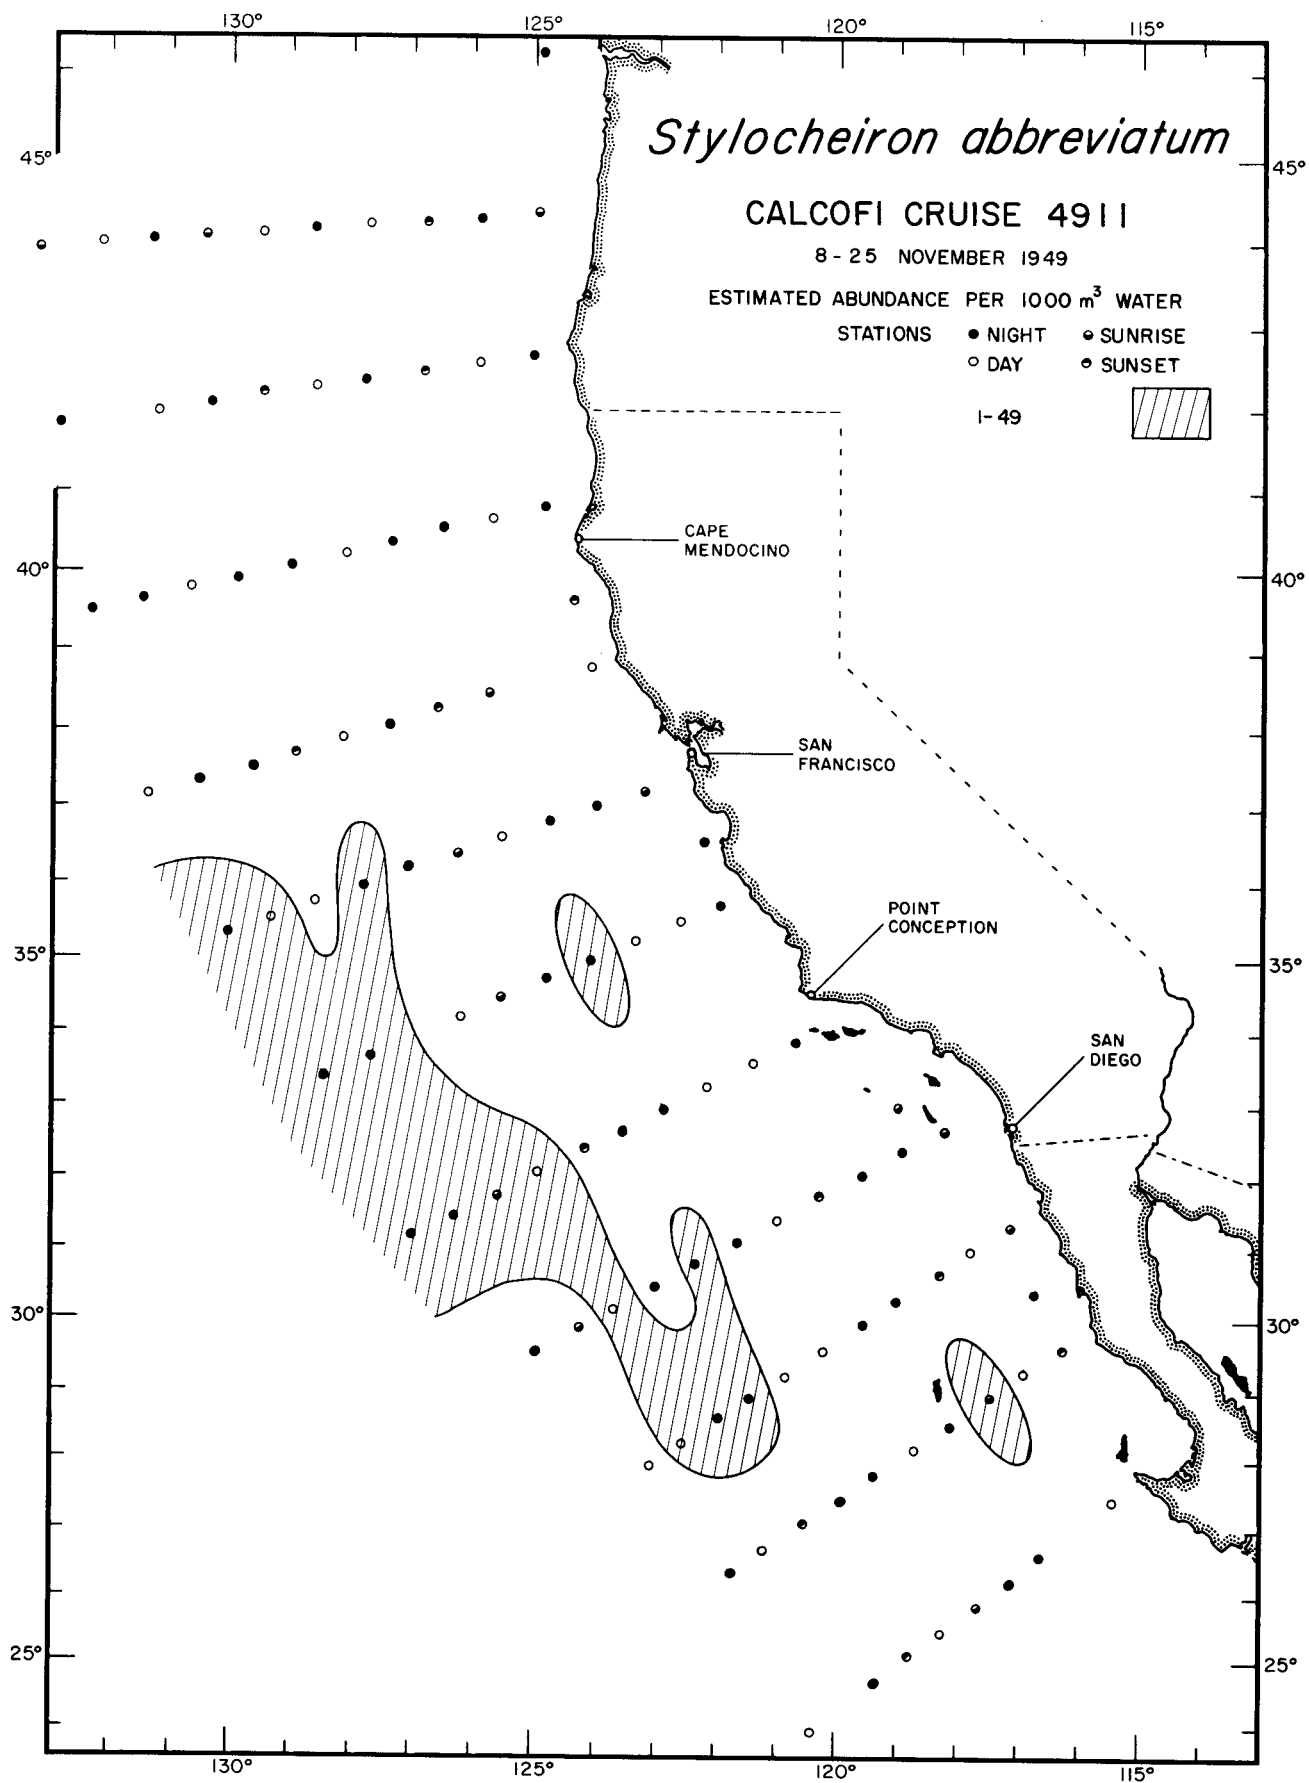 130° 125° 120° 115°
Stylocheiron abbreviatum
45° 45°
CALCOFI CRUISE 4911
8-25 NOVEMBER 1949
ESTIMATED ABUNDANCE PER 1000 m³ WATER
STATIONS NIGHT SUNRISE
DAY SUNSET
1-49
CAPE
MENDOCINO
40° 40°
SAN
FRANCISCO
POINT
CONCEPTION
35° 35°
SAN
DIEGO
30° 30°
25° 25°
130° 125° 120° 115°